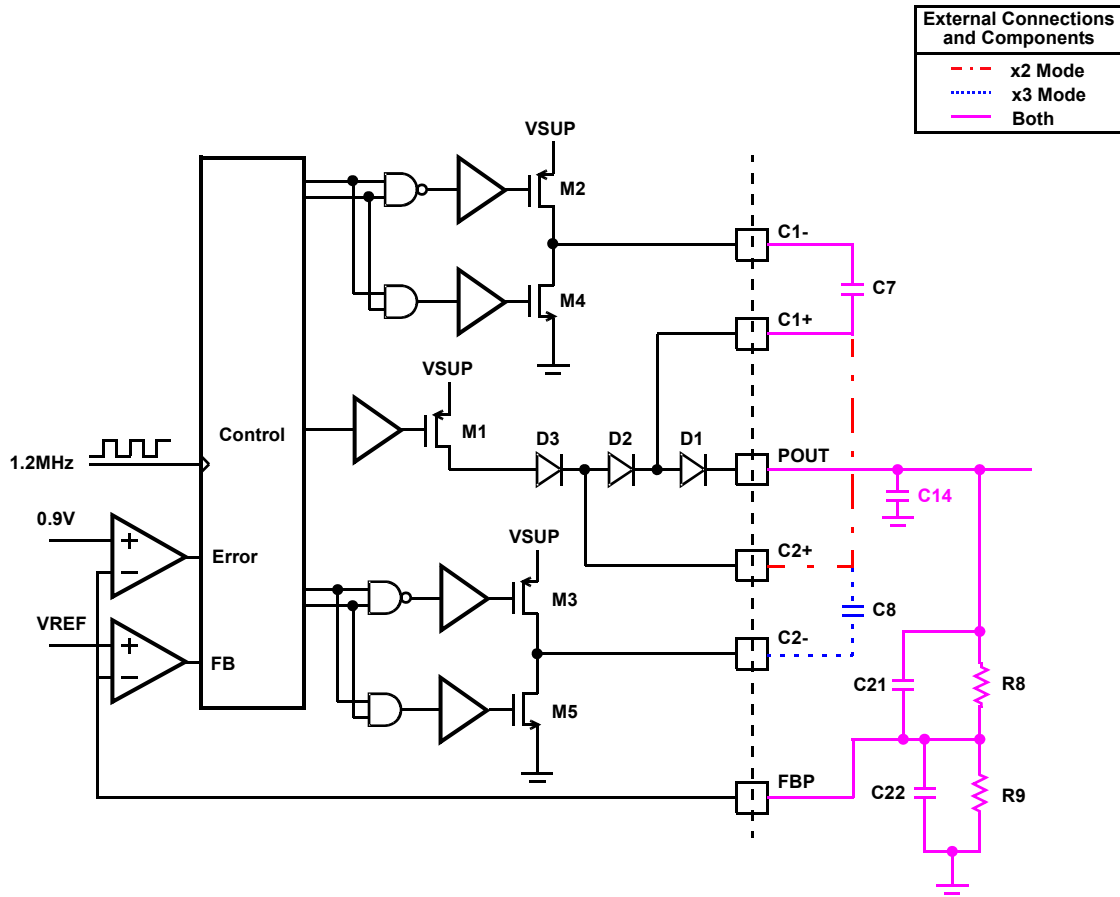 External Connections
and Components
x2 Mode
x3 Mode
Both
VSUP
M2
C1-
C7
M4
C1+
VSUP
M1
Control
D3
D2
D1
POUT
1.2MHz
C14
0.9V
+
−
Error
VSUP
C2+
M3
C8
VREF
+
−
FB
C2-
C21
R8
M5
FBP
C22
R9